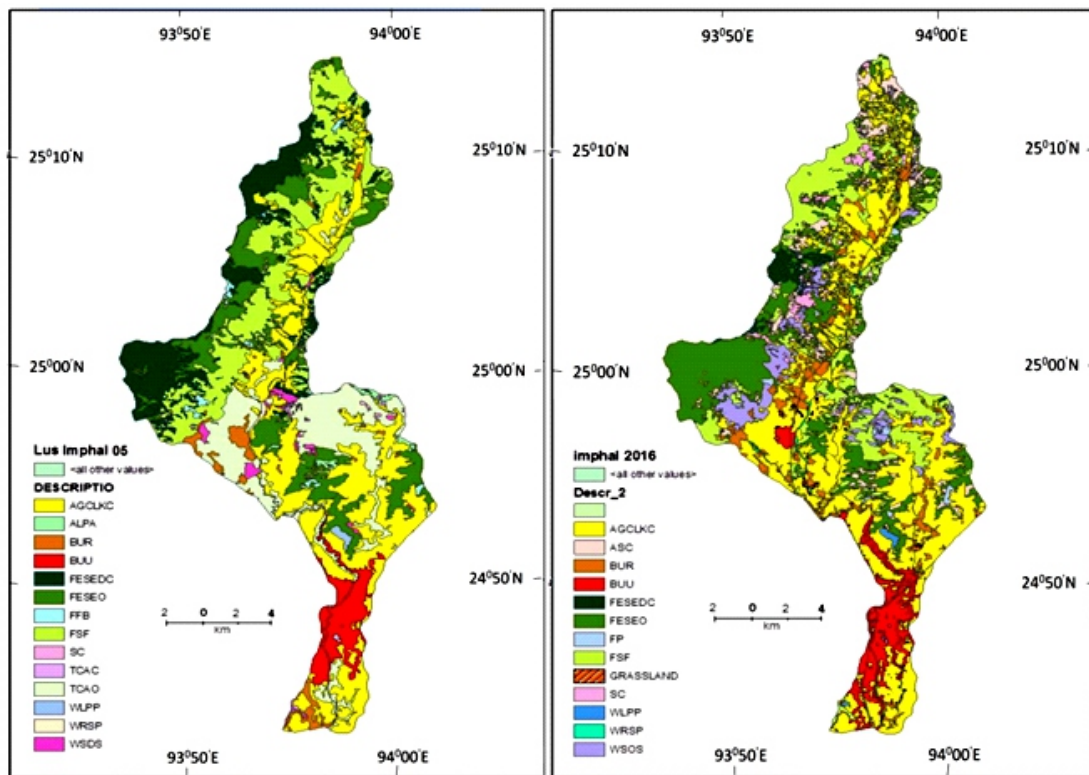 93°50'E
94°00'E
25°10'N
25°10'N
25°00'N
25°00'N
24°50'N
Lus Imphal 05
<all other values>
DESCRIPTIO
AGCLKC
ALPA
BUR
BUU
FESEDC
FESEO
FFB
FSF
SC
TCAC
TCAO
WLPP
WRSP
WSDS
2 0 2 4
km
93°50'E
94°00'E
93°50'E
94°00'E
25°10'N
25°10'N
25°00'N
25°00'N
24°50'N
imphal 2016
<all other values>
Descr_2
AGCLKC
ASC
BUR
BUU
FESEDC
FESEO
FP
FSF
GRASSLAND
SC
WLPP
WRSP
WSOS
2 0 2 4
km
93°50'E
94°00'E